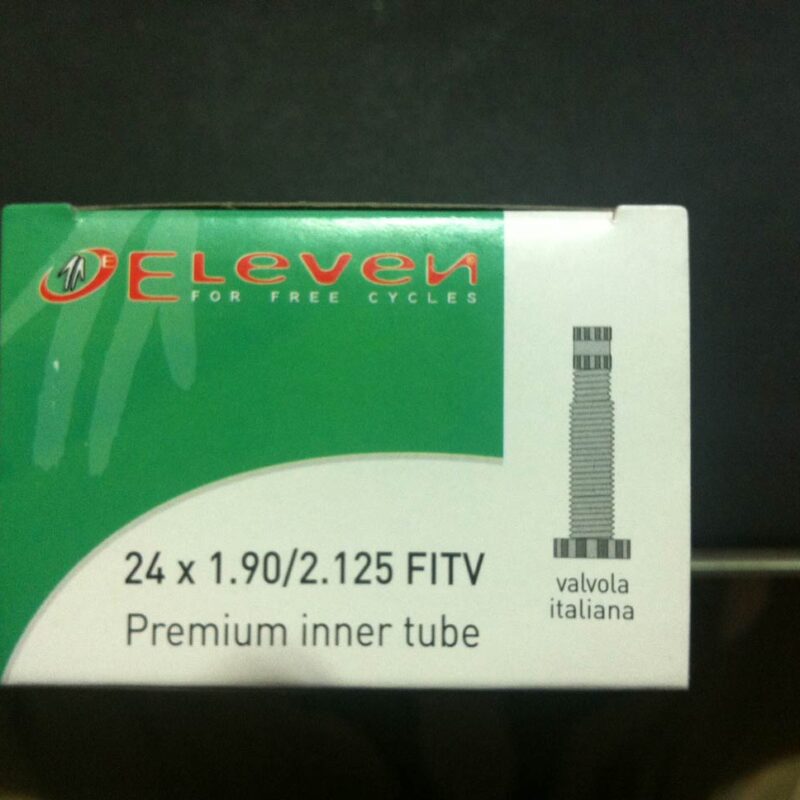 ELEVEN
FOR FREE CYCLES
24 x 1.90/2.125 FITV
Premium inner tube
valvola
italiana